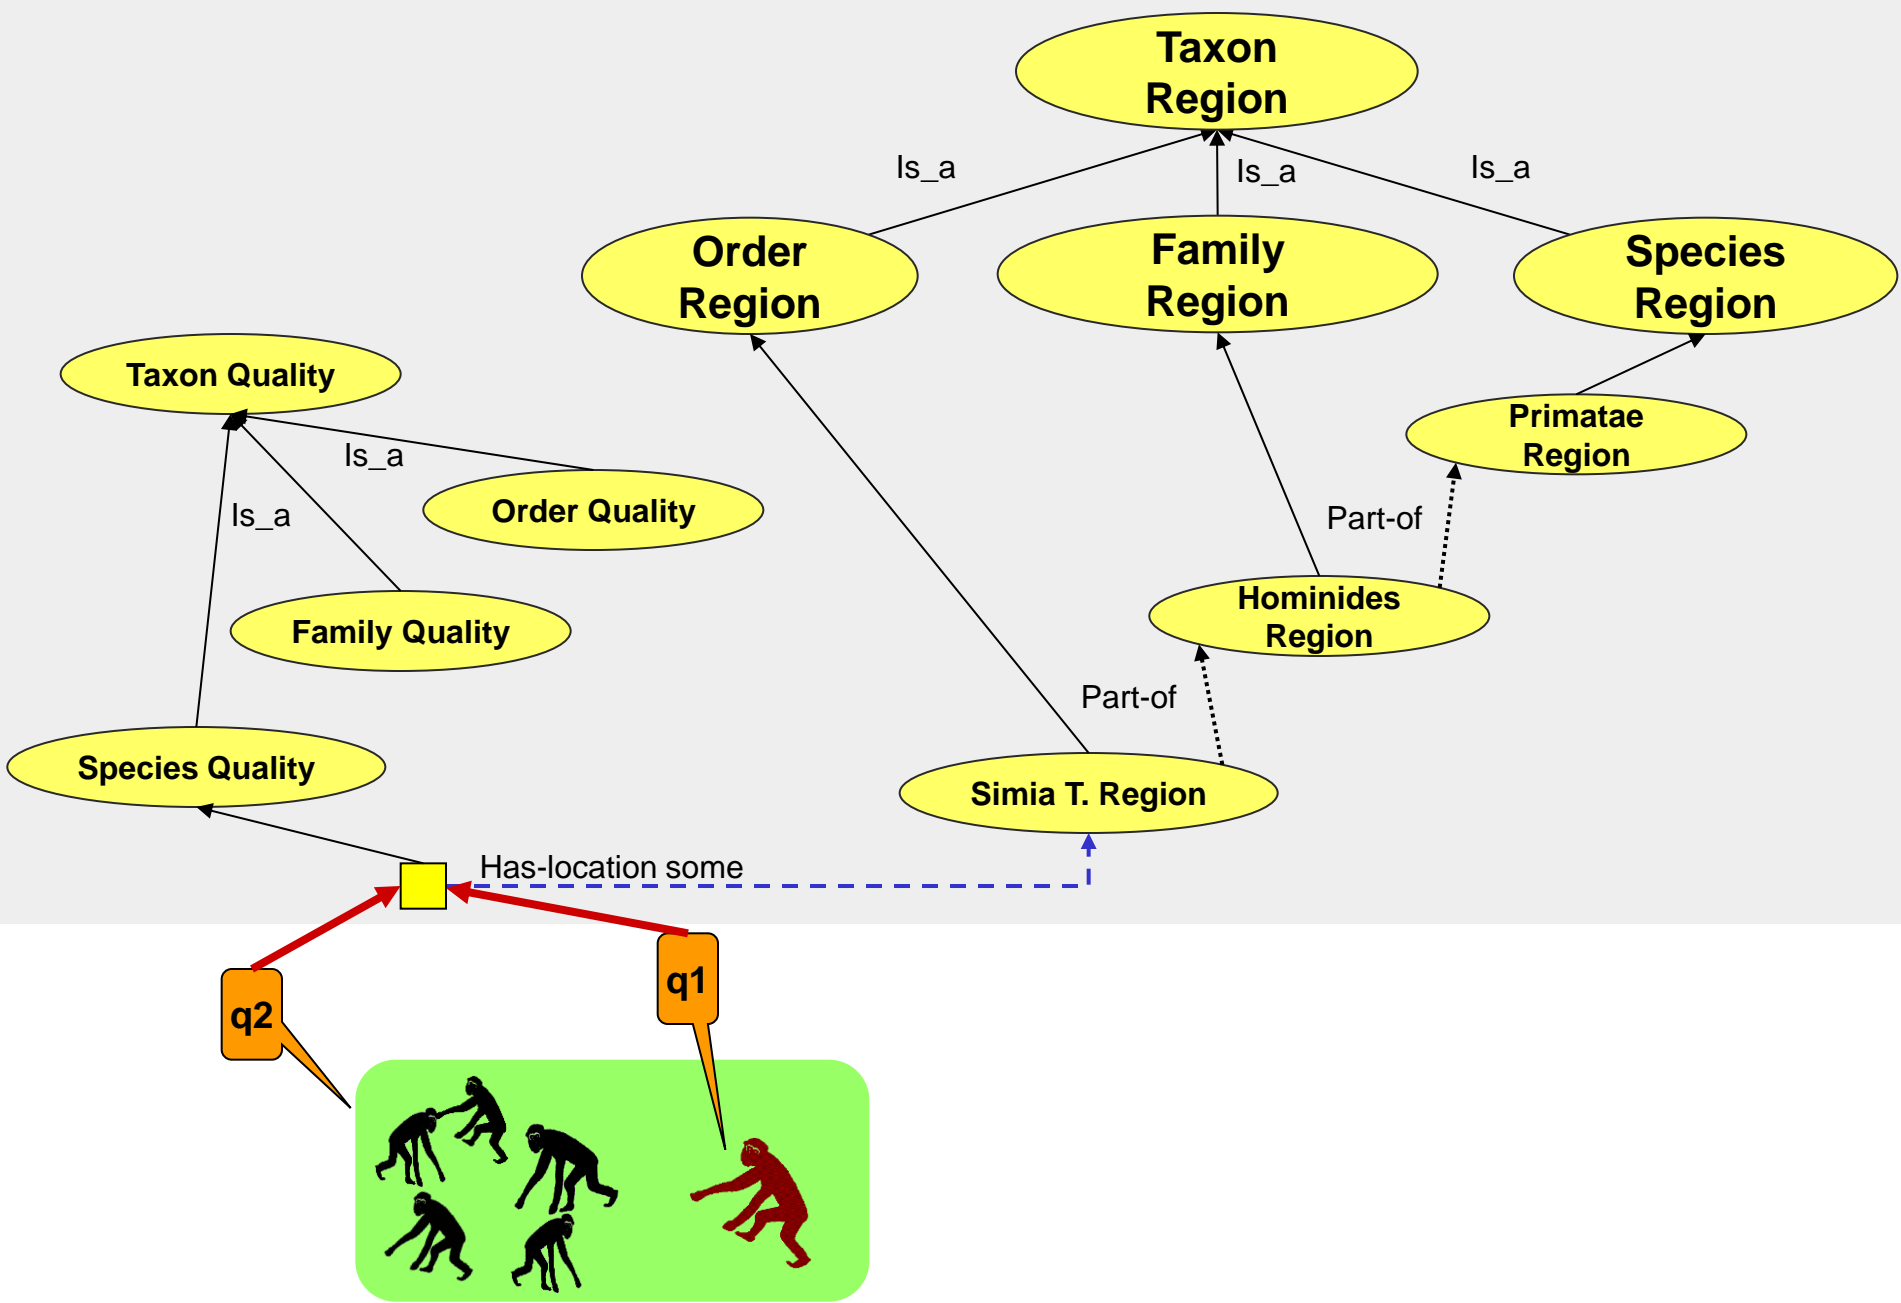 Taxon
Region
Is_a
Is_a
Is_a
Order
Region
Family
Region
Species
Region
Taxon Quality
Is_a
Order Quality
Is_a
Family Quality
Species Quality
Primatae
Region
Part-of
Hominides
Region
Part-of
Simia T. Region
Has-location some
q1
q2